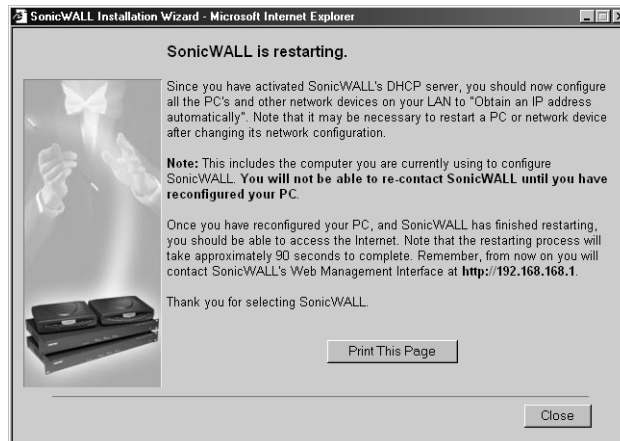 SonicWALL Installation Wizard - Microsoft Internet Explorer
SonicWALL is restarting.
Since you have activated SonicWALL's DHCP server, you should now configure
all the PC's and other network devices on your LAN to "Obtain an IP address
automatically". Note that it may be necessary to restart a PC or network device
after changing its network configuration.
Note: This includes the computer you are currently using to configure
SonicWALL. You will not be able to re-contact SonicWALL until you have
reconfigured your PC.
Once you have reconfigured your PC, and SonicWALL has finished restarting,
you should be able to access the Internet. Note that the restarting process will
take approximately 90 seconds to complete. Remember, from now on you will
contact SonicWALL's Web Management Interface at http://192.168.168.1.
Thank you for selecting SonicWALL.
Print This Page
Close